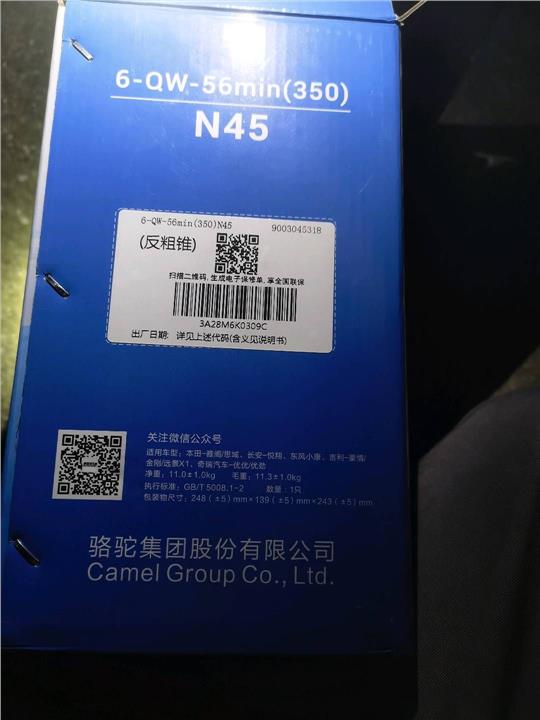 6-QW-56min(350)
N45
6-QW-56min(350)N45
9003045318
(反粗锥)
扫描二维码, 生成电子保修单, 享全国联保
3A28M6K0309C
出厂日期: 详见上述代码(含义见说明书)
关注微信公众号
适用车型: 本田-雅阁/思域、长安-悦翔、东风小康、吉利-豪情/
金刚/远景X1、奇瑞汽车-优优/优劲
净重: 11.0±1.0kg 毛重: 11.3±1.0kg
执行标准: GB/T 5008.1-2 数量: 1只
包装物尺寸: 248 (±5) mm×139 (±5) mm×243 (±5) mm
骆驼集团股份有限公司
Camel Group Co., Ltd.